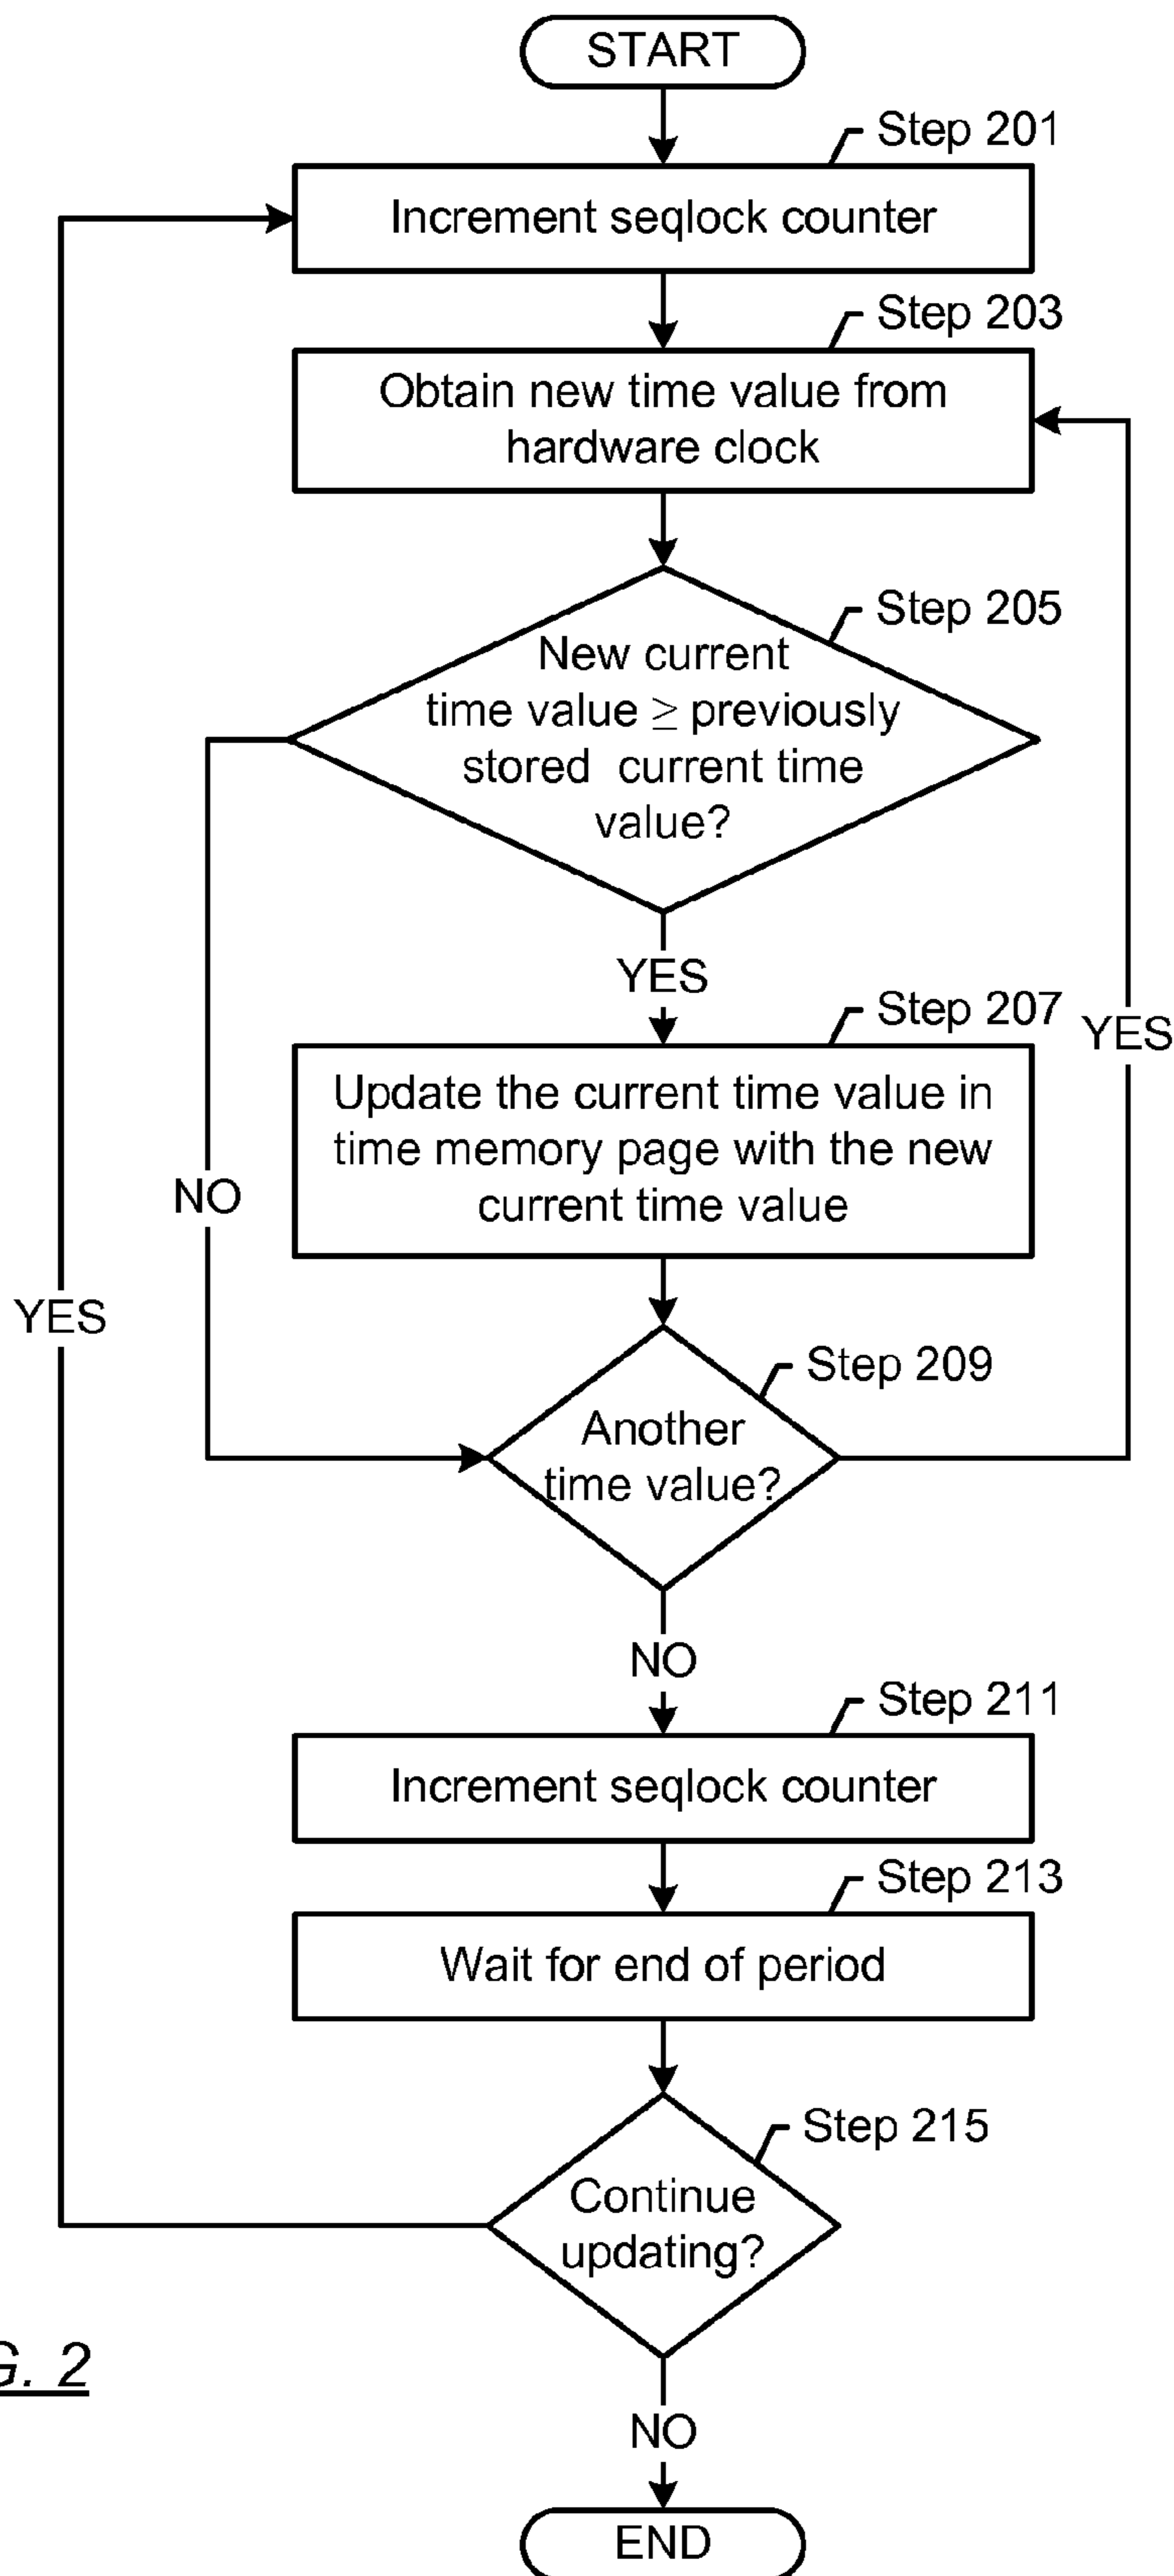 START
Step 201
Increment seqlock counter
Step 203
Obtain new time value from
hardware clock
Step 205
New current
time value ≥ previously
stored current time
value?
YES
Step 207
YES
Update the current time value in
time memory page with the new
current time value
NO
YES
Step 209
Another
time value?
NO
Step 211
Increment seqlock counter
Step 213
Wait for end of period
Step 215
Continue
updating?
G. 2
NO
END